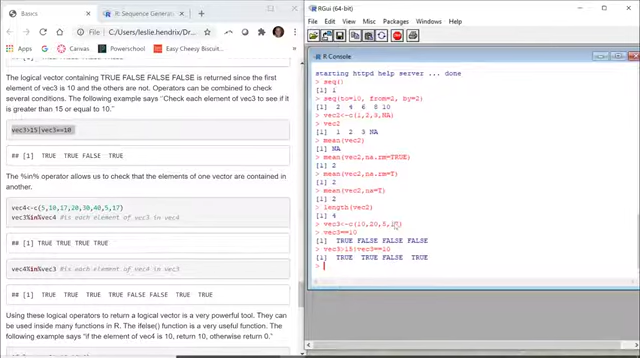 Basics
R Sequence Generat
C:/Users/leslie.hendrix/Dr
Apps
Y!
Canvas
PowerPoint
Easy Cheesy Biscuit
The logical vector containing TRUE FALSE FALSE FALSE is returned since the first
element of vec3 is 10 and the others are not. Operators can be combined to check
several conditions. The following example says "Check each element of vec3 to see if it is
greater than 15 or equal to 10."
vec3>15|vec3==10
## [1] TRUE TRUE FALSE TRUE
The %in% operator allows us to check that the elements of one vector are contained in
another.
vec4<-c(5,10,17,20,30,40,5,17)
vec3%in%vec4 #is each element of vec3 in vec4
## [1] TRUE TRUE TRUE TRUE
vec4%in%vec3 #is each element of vec4 in vec3
## [1] TRUE TRUE TRUE TRUE FALSE FALSE TRUE TRUE
Using these logical operators to return a logical vector is a very powerful tool. They can
be used inside many functions in R. The ifelse() function is a very useful function. The
following example says "if the element of vec4 is 10, return 10, otherwise return 0."
RGui (64-bit)
File Edit View Misc Packages Windows Help
R Console
starting httpd help server ... done
> seq()
[1] 1
> seq(to=10, from=2, by=2)
[1] 2 4 6 8 10
> vec2<-c(1,2,3,NA)
> vec2
[1] 1 2 3 NA
> mean(vec2)
[1] NA
> mean(vec2,na.rm=TRUE)
[1] 2
> mean(vec2,na.rm=T)
[1] 2
> mean(vec2,na=T)
[1] 2
> length(vec2)
[1] 4
> vec3<-c(10,20,5,17)
> vec3==10
[1] TRUE FALSE FALSE FALSE
> vec3>15|vec3==10
[1] TRUE TRUE FALSE TRUE
>